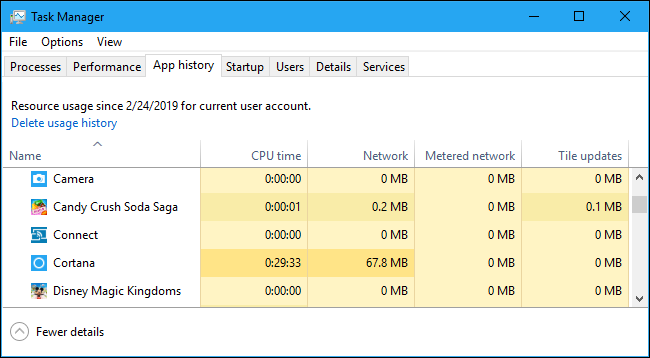 Task Manager
File Options View
Processes Performance App history Startup Users Details Services
Resource usage since 2/24/2019 for current user account.
Delete usage history
Name CPU time Network Metered network Tile updates
Camera 0:00:00 0 MB 0 MB 0 MB
Candy Crush Soda Saga 0:00:01 0.2 MB 0 MB 0.1 MB
Connect 0:00:00 0 MB 0 MB 0 MB
Cortana 0:29:33 67.8 MB 0 MB 0 MB
Disney Magic Kingdoms 0:00:00 0 MB 0 MB 0 MB
Fewer details